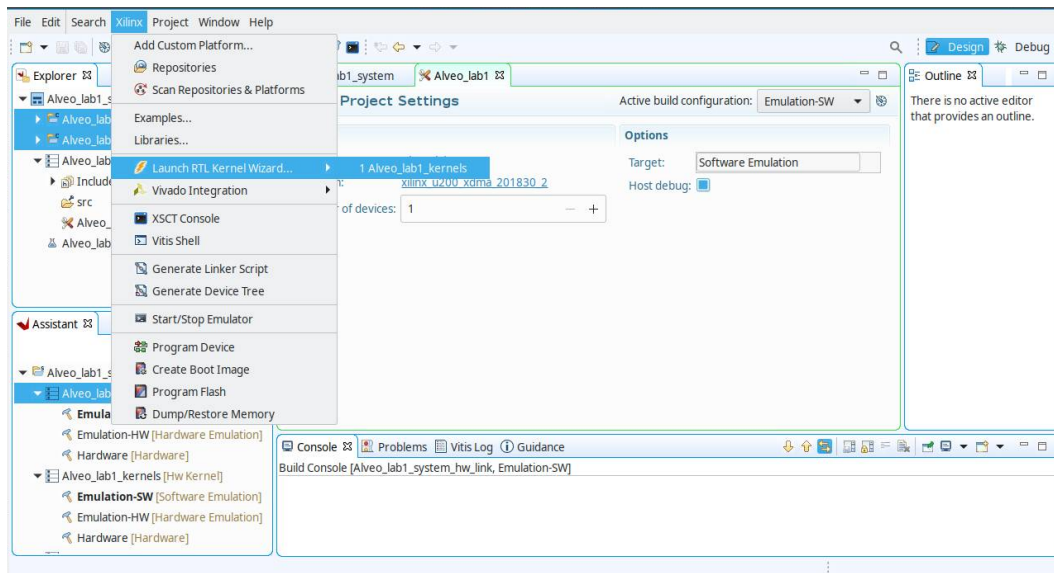 File Edit Search Xilinx Project Window Help
Design Debug
Add Custom Platform...
Repositories
Scan Repositories & Platforms
Examples...
Libraries...
Launch RTL Kernel Wizard...
1 Alveo_lab1_kernels
Vivado Integration
XSCT Console
Vitis Shell
Generate Linker Script
Generate Device Tree
Start/Stop Emulator
Program Device
Create Boot Image
Program Flash
Dump/Restore Memory
Explorer
Alveo_lab1_s
Alveo_lab
Alveo_lab
Alveo_lab
Include
src
Alveo_
Alveo_lab
ab1_system Alveo_lab1
Project Settings Active build configuration: Emulation-SW
xilinx_u200_xdma_201830_2
of devices: 1
Options
Target: Software Emulation
Host debug:
Outline
There is no active editor
that provides an outline.
Assistant
Alveo_lab1_s
Alveo_lab
Emula
Emulation-HW [Hardware Emulation]
Hardware [Hardware]
Alveo_lab1_kernels [Hw Kernel]
Emulation-SW [Software Emulation]
Emulation-HW [Hardware Emulation]
Hardware [Hardware]
Console Problems Vitis Log Guidance
Build Console [Alveo_lab1_system_hw_link, Emulation-SW]